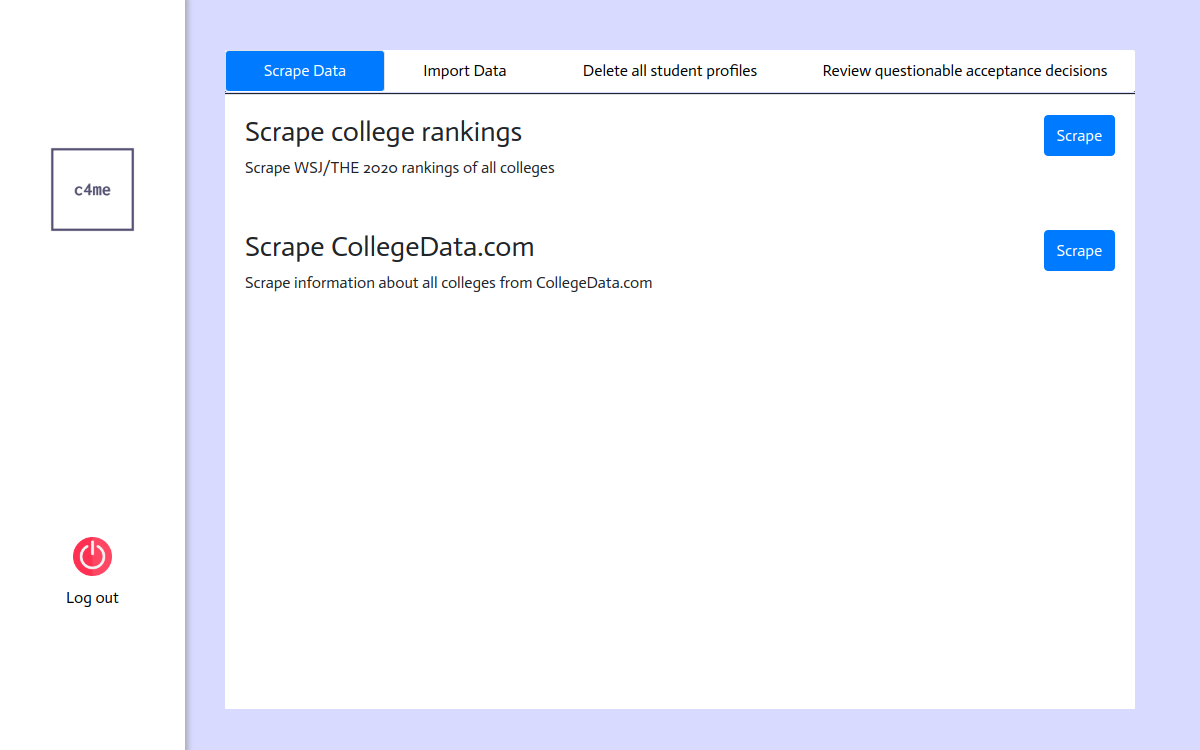 Scrape Data
Import Data
Delete all student profiles
Review questionable acceptance decisions
c4me
Scrape college rankings
Scrape
Scrape WSJ/THE 2020 rankings of all colleges
Scrape CollegeData.com
Scrape
Scrape information about all colleges from CollegeData.com
Log out